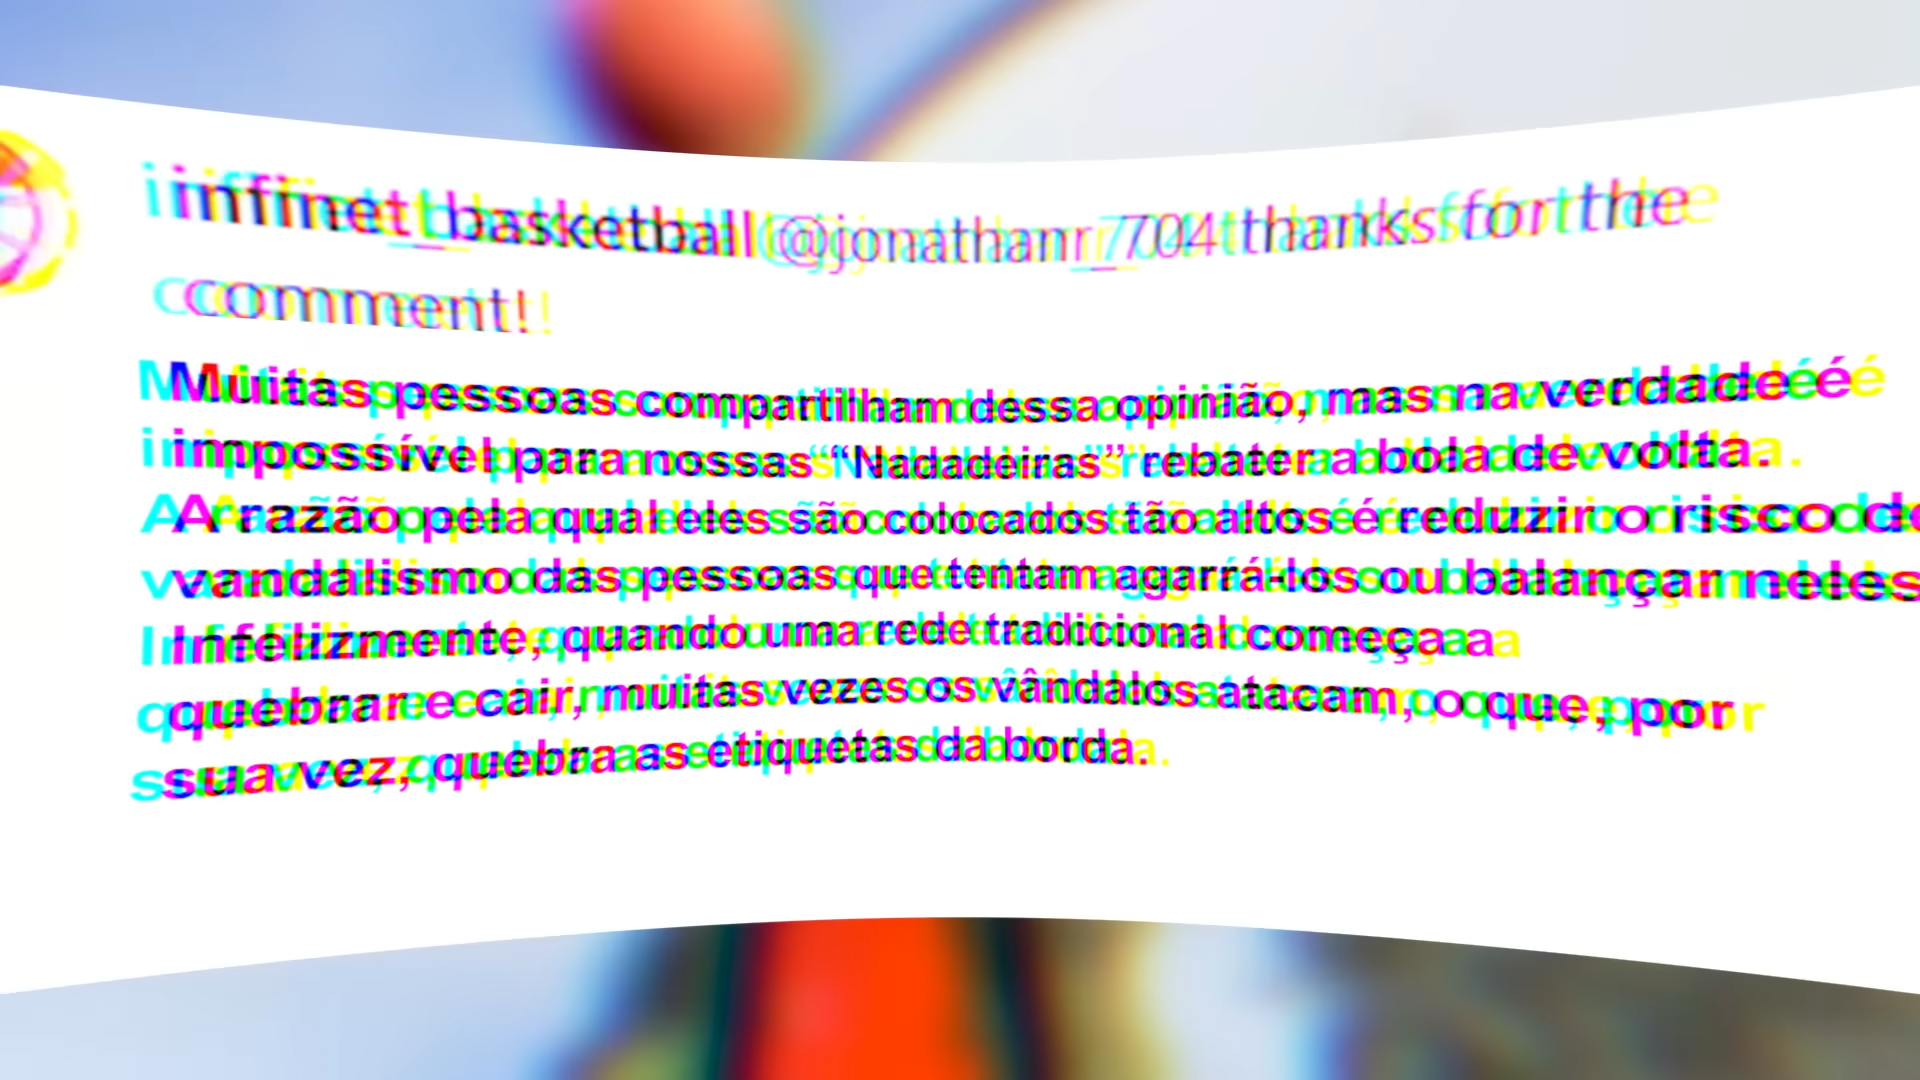 infinet_basketball @jonathanr_704 thanks for the
comment!
Muitas pessoas compartilham dessa opinião, mas na verdade é
impossível para nossas “Nadadeiras” rebater a bola de volta.
A razão pela qual eles são colocados tão altos é reduzir o risco de
vandalismo das pessoas que tentam agarrá-los ou balançar neles
Infelizmente, quando uma rede tradicional começa a
quebrar e cair, muitas vezes os vândalos atacam, o que, por
sua vez, quebra as etiquetas da borda.